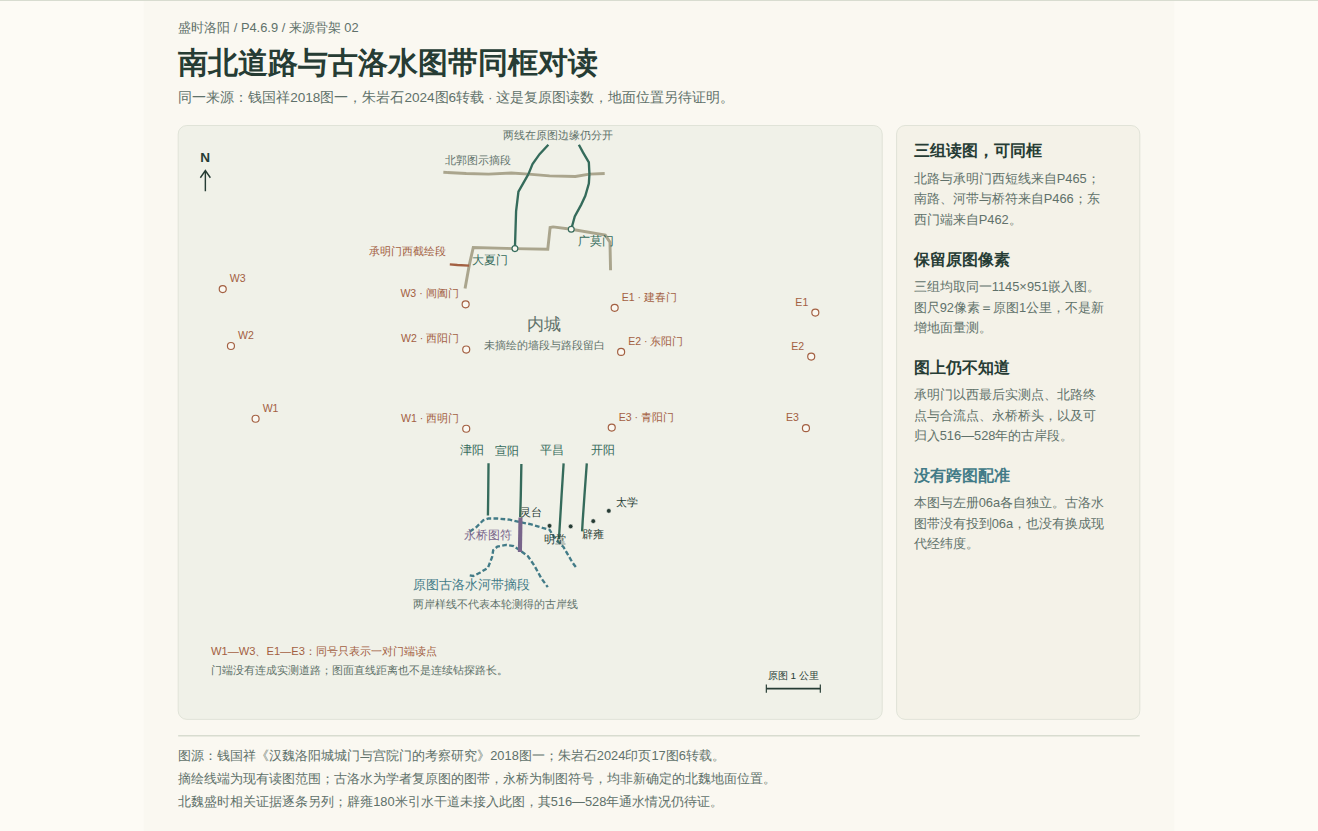 盛时洛阳 / P4.6.9 / 来源骨架 02
南北道路与古洛水图带同框对读
同一来源：钱国祥2018图一，朱岩石2024图6转载 · 这是复原图读数，地面位置另待证明。
两线在原图边缘仍分开
N
北郭图示摘段
广莫门
承明门西截绘段
大夏门
W3
W3 · 阊阖门
E1 · 建春门
E1
内城
W2
W2 · 西阳门
未摘绘的墙段与路段留白
E2 · 东阳门
E2
W1
W1 · 西明门
E3 · 青阳门
E3
津阳
宣阳
平昌
开阳
太学
灵台
永桥图符
明堂
辟雍
原图古洛水河带摘段
两岸样线不代表本轮测得的古岸线
W1—W3、E1—E3：同号只表示一对门端读点
门端没有连成实测道路；图面直线距离也不是连续钻探路长。
原图 1 公里
三组读图，可同框
北路与承明门西短线来自P465；
南路、河带与桥符来自P466；东
西门端来自P462。
保留原图像素
三组均取同一1145×951嵌入图。
图尺92像素＝原图1公里，不是新
增地面量测。
图上仍不知道
承明门以西最后实测点、北路终
点与合流点、永桥桥头，以及可
归入516—528年的古岸段。
没有跨图配准
本图与左册06a各自独立。古洛水
图带没有投到06a，也没有换成现
代经纬度。
图源：钱国祥《汉魏洛阳城城门与宫院门的考察研究》2018图一；朱岩石2024印页17图6转载。
摘绘线端为现有读图范围；古洛水为学者复原图的图带，永桥为制图符号，均非新确定的北魏地面位置。
北魏盛时相关证据逐条另列；辟雍180米引水干道未接入此图，其516—528年通水情况仍待证。